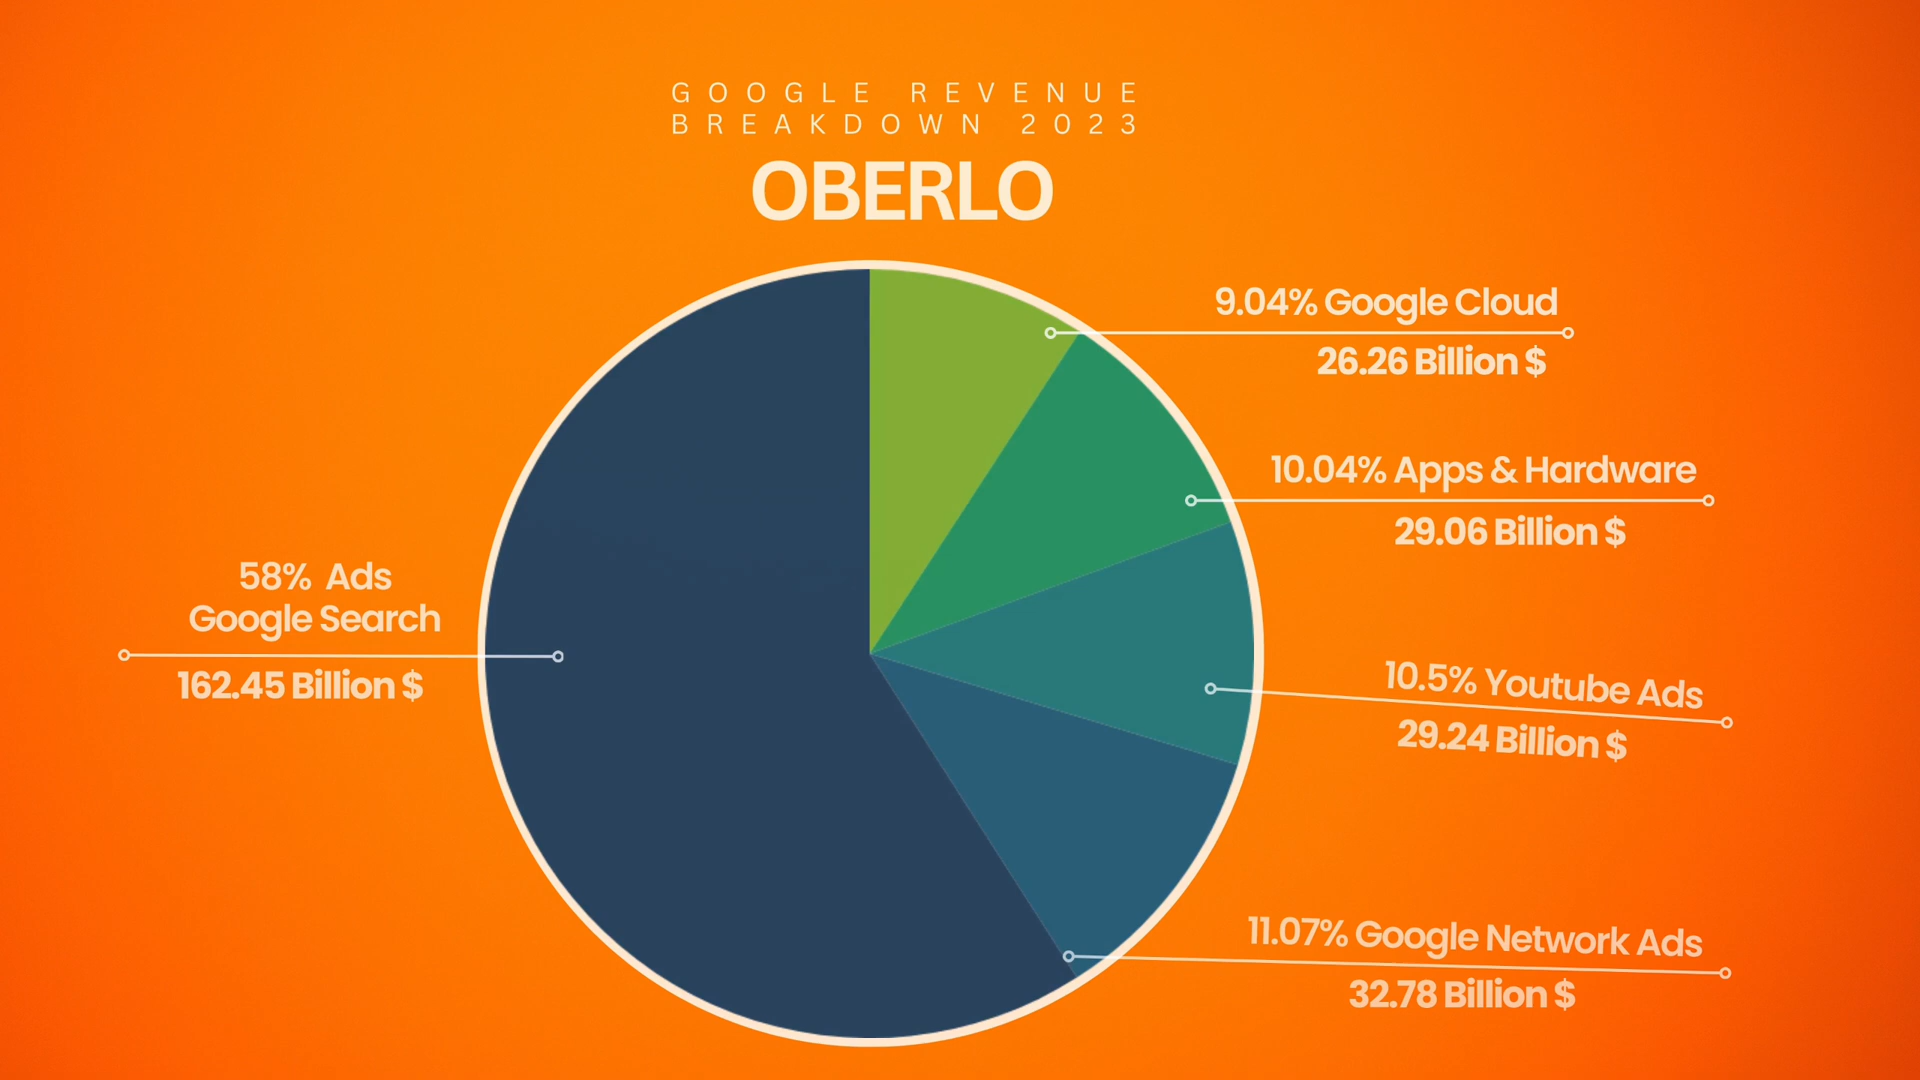 GOOGLE REVENUE
BREAKDOWN 2023
OBERLO
9.04% Google Cloud
26.26 Billion $
10.04% Apps & Hardware
29.06 Billion $
58% Ads
Google Search
162.45 Billion $
10.5% Youtube Ads
29.24 Billion $
11.07% Google Network Ads
32.78 Billion $